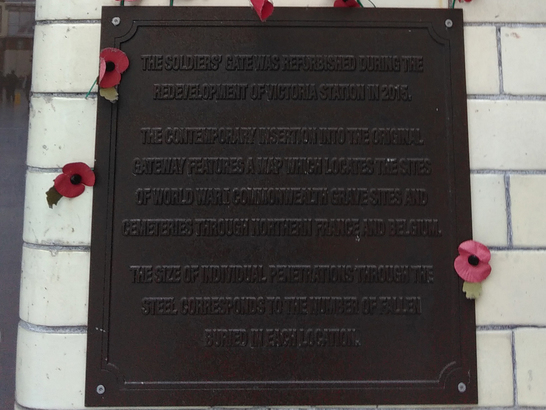 THE SOLDIERS' GATE WAS REFURBISHED DURING THE
REDEVELOPMENT OF VICTORIA STATION IN 2015.
THE CONTEMPORARY INSERTION INTO THE ORIGINAL
GATEWAY FEATURES A MAP WHICH LOCATES THE SITES
OF WORLD WAR I, COMMONWEALTH GRAVE SITES AND
CEMETERIES THROUGH NORTHERN FRANCE AND BELGIUM.
THE SIZE OF INDIVIDUAL PENETRATIONS THROUGH THE
STEEL CORRESPONDS TO THE NUMBER OF FALLEN
BURIED IN EACH LOCATION.